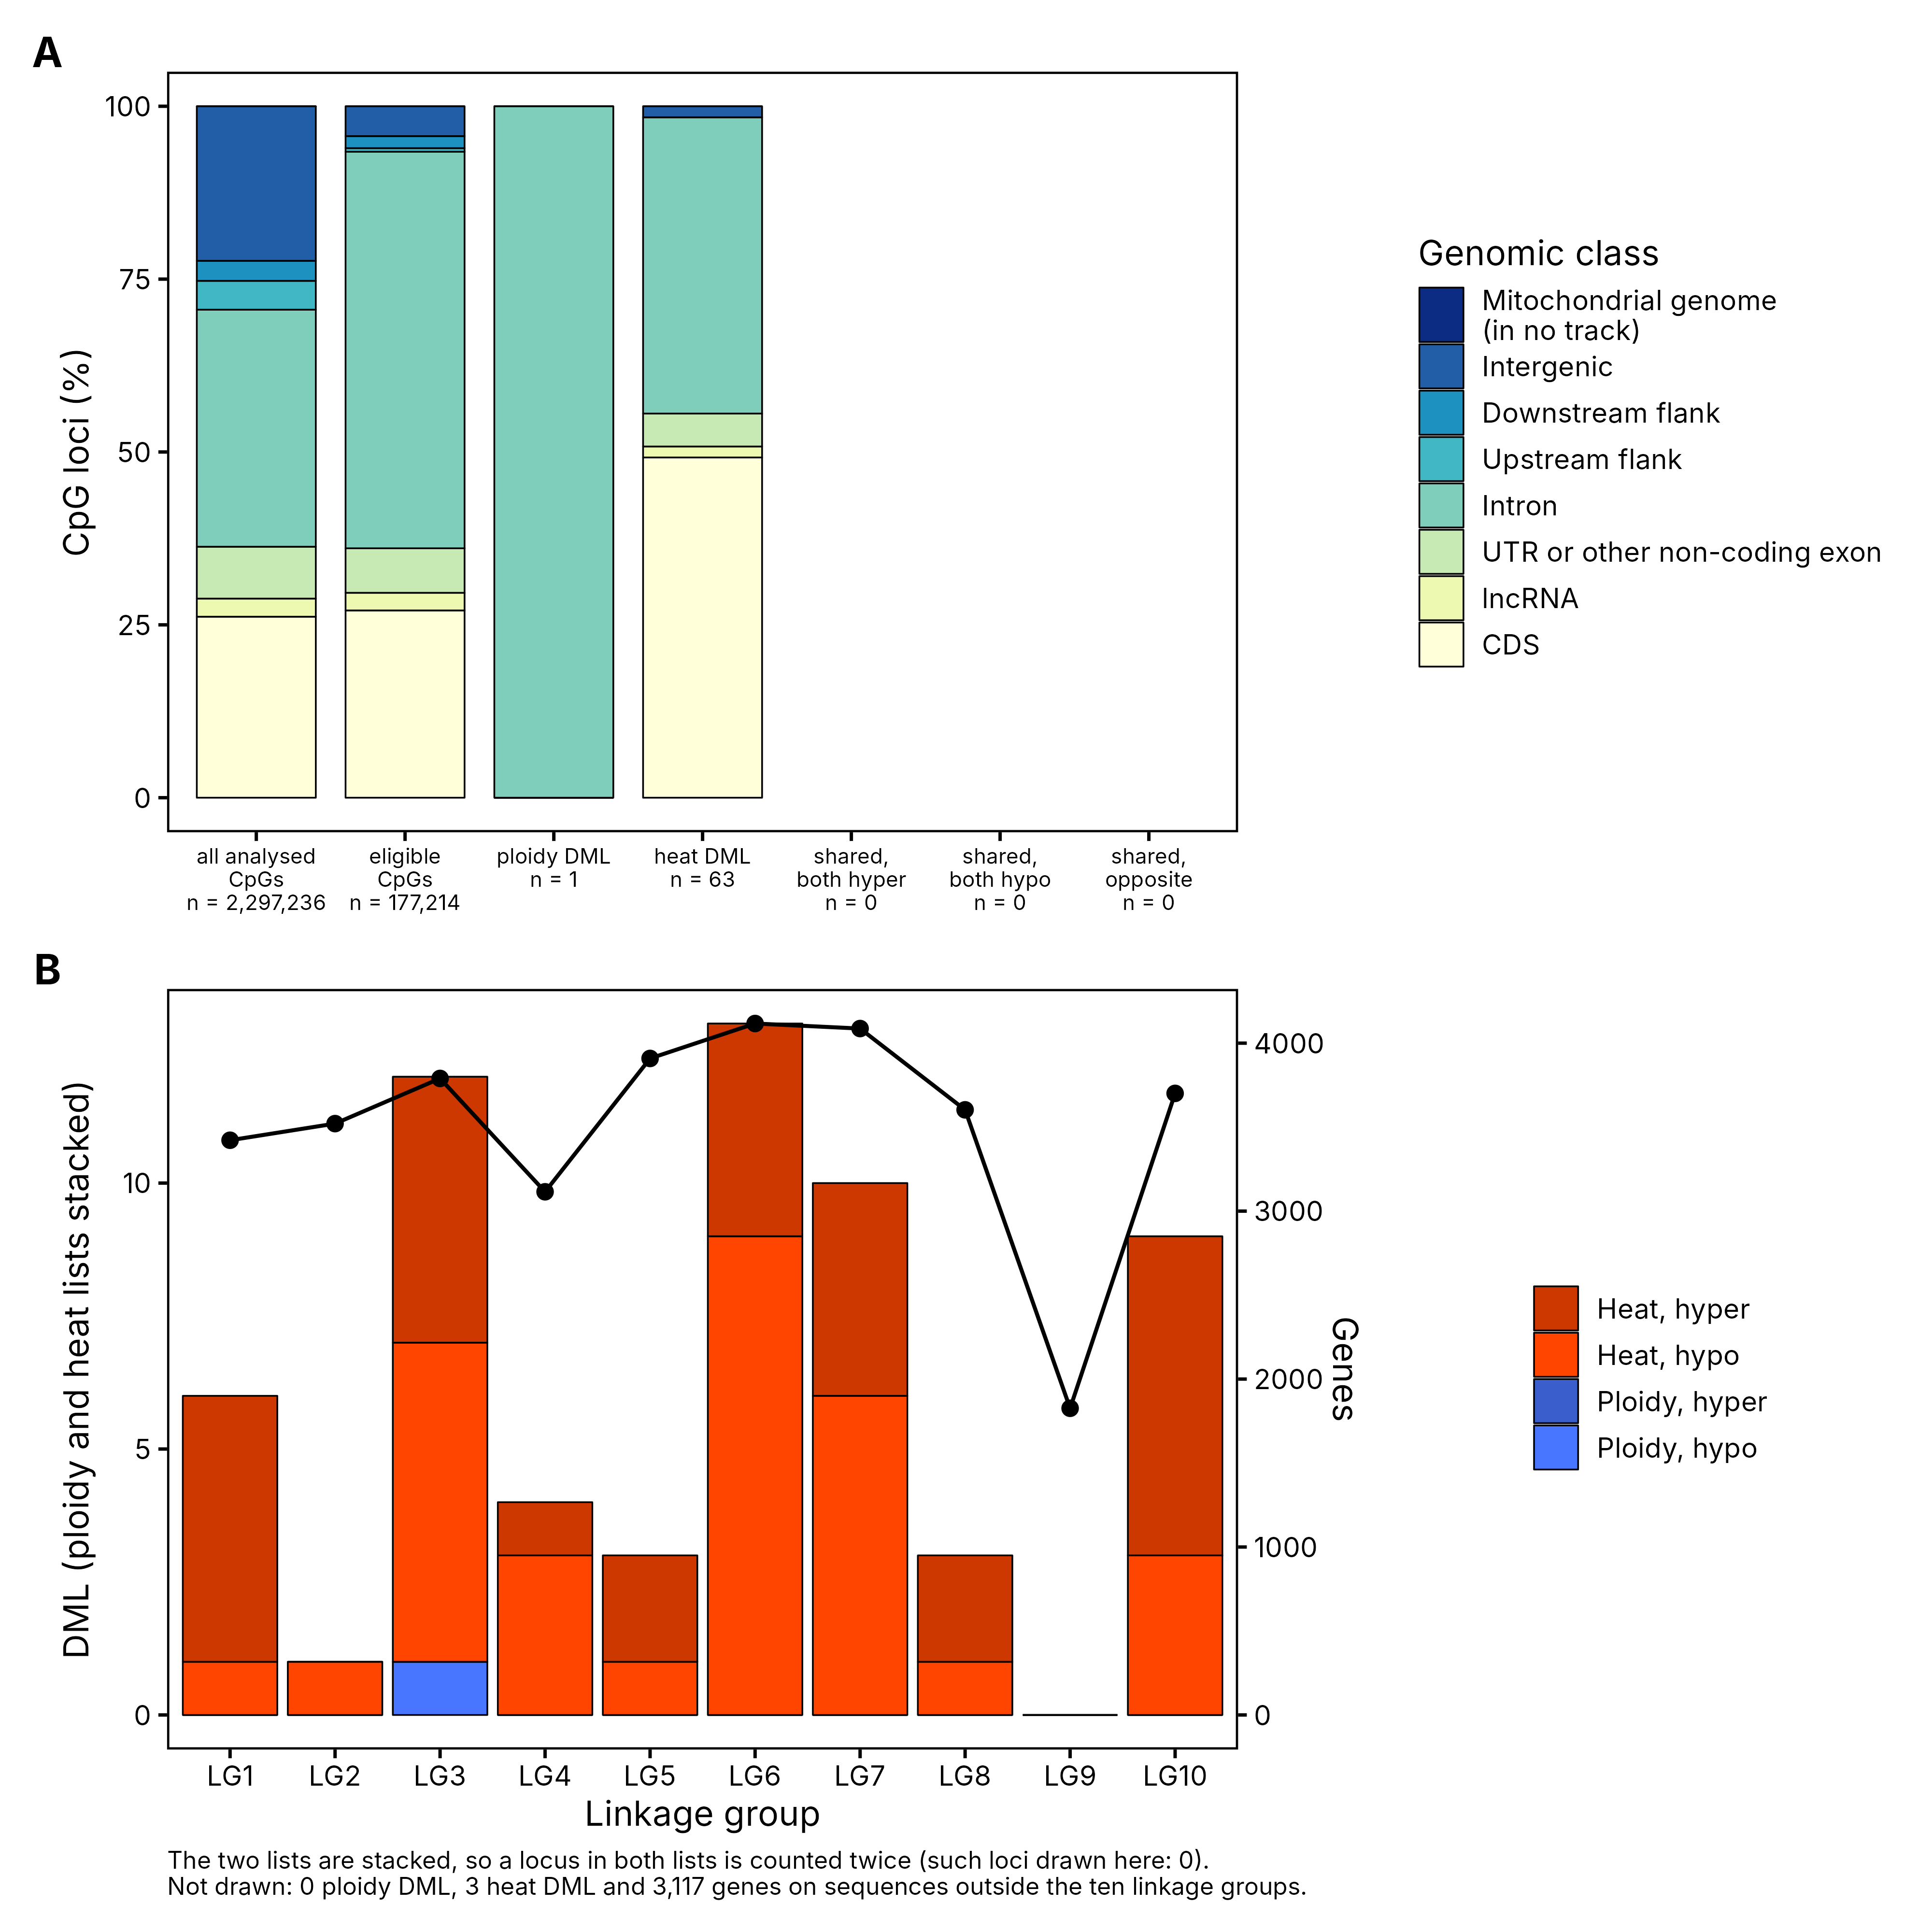 A
CpG loci (%)
100
75
50
25
0
all analysed
CpGs
n = 2,297,236
eligible
CpGs
n = 177,214
ploidy DML
n = 1
heat DML
n = 63
shared,
both hyper
n = 0
shared,
both hypo
n = 0
shared,
opposite
n = 0
Genomic class
Mitochondrial genome
(in no track)
Intergenic
Downstream flank
Upstream flank
Intron
UTR or other non-coding exon
lncRNA
CDS
B
DML (ploidy and heat lists stacked)
10
5
0
4000
3000
2000
1000
0
Genes
LG1
LG2
LG3
LG4
LG5
LG6
LG7
LG8
LG9
LG10
Linkage group
Heat, hyper
Heat, hypo
Ploidy, hyper
Ploidy, hypo
The two lists are stacked, so a locus in both lists is counted twice (such loci drawn here: 0).
Not drawn: 0 ploidy DML, 3 heat DML and 3,117 genes on sequences outside the ten linkage groups.